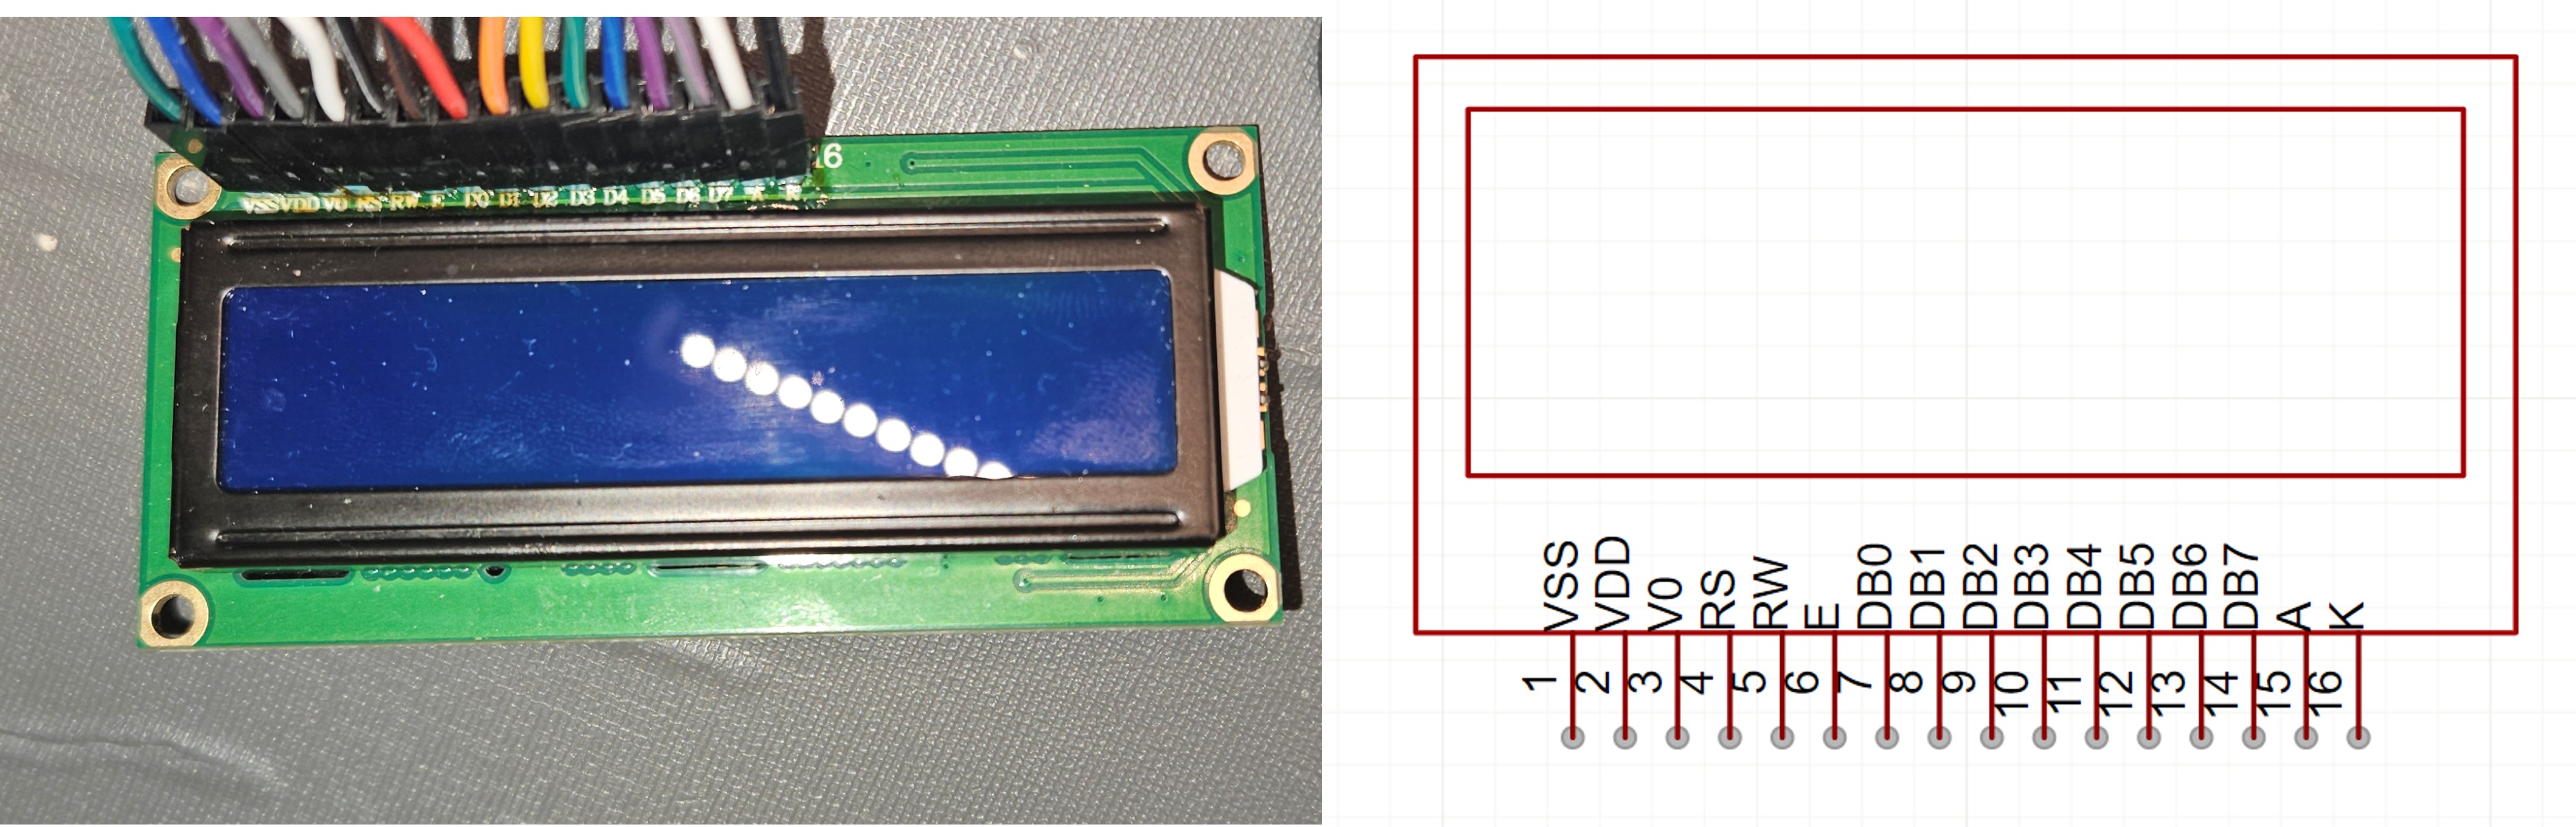 16
VSS VDD V0 RS RW E D0 D1 D2 D3 D4 D5 D6 D7 A K
VSS VDD V0 RS RW E DB0 DB1 DB2 DB3 DB4 DB5 DB6 DB7 A K
1 2 3 4 5 6 7 8 9 10 11 12 13 14 15 16